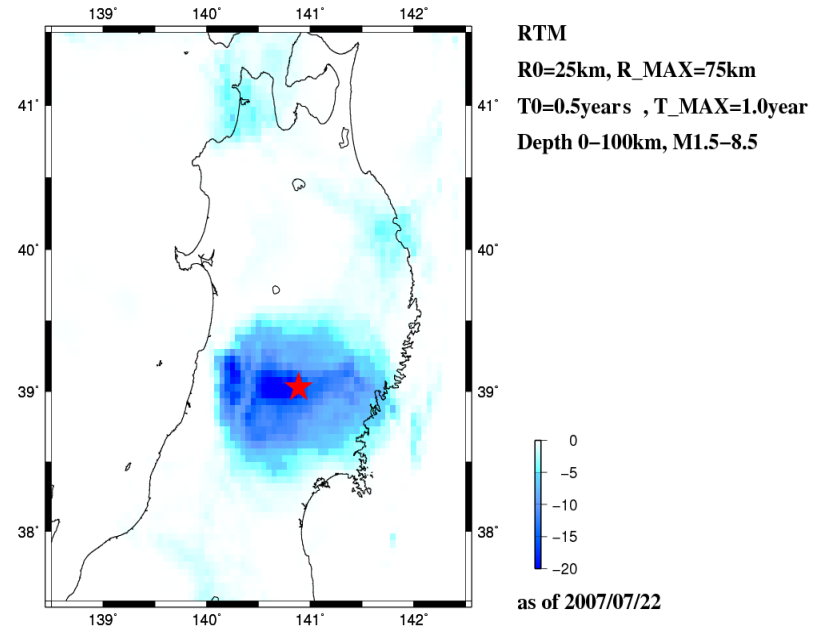 139° 140° 141° 142°
RTM
R0=25km, R_MAX=75km
T0=0.5years , T_MAX=1.0year
Depth 0−100km, M1.5−8.5
41° 41°
40° 40°
39° 39°
38° 38°
0
−5
−10
−15
−20
as of 2007/07/22
139° 140° 141° 142°